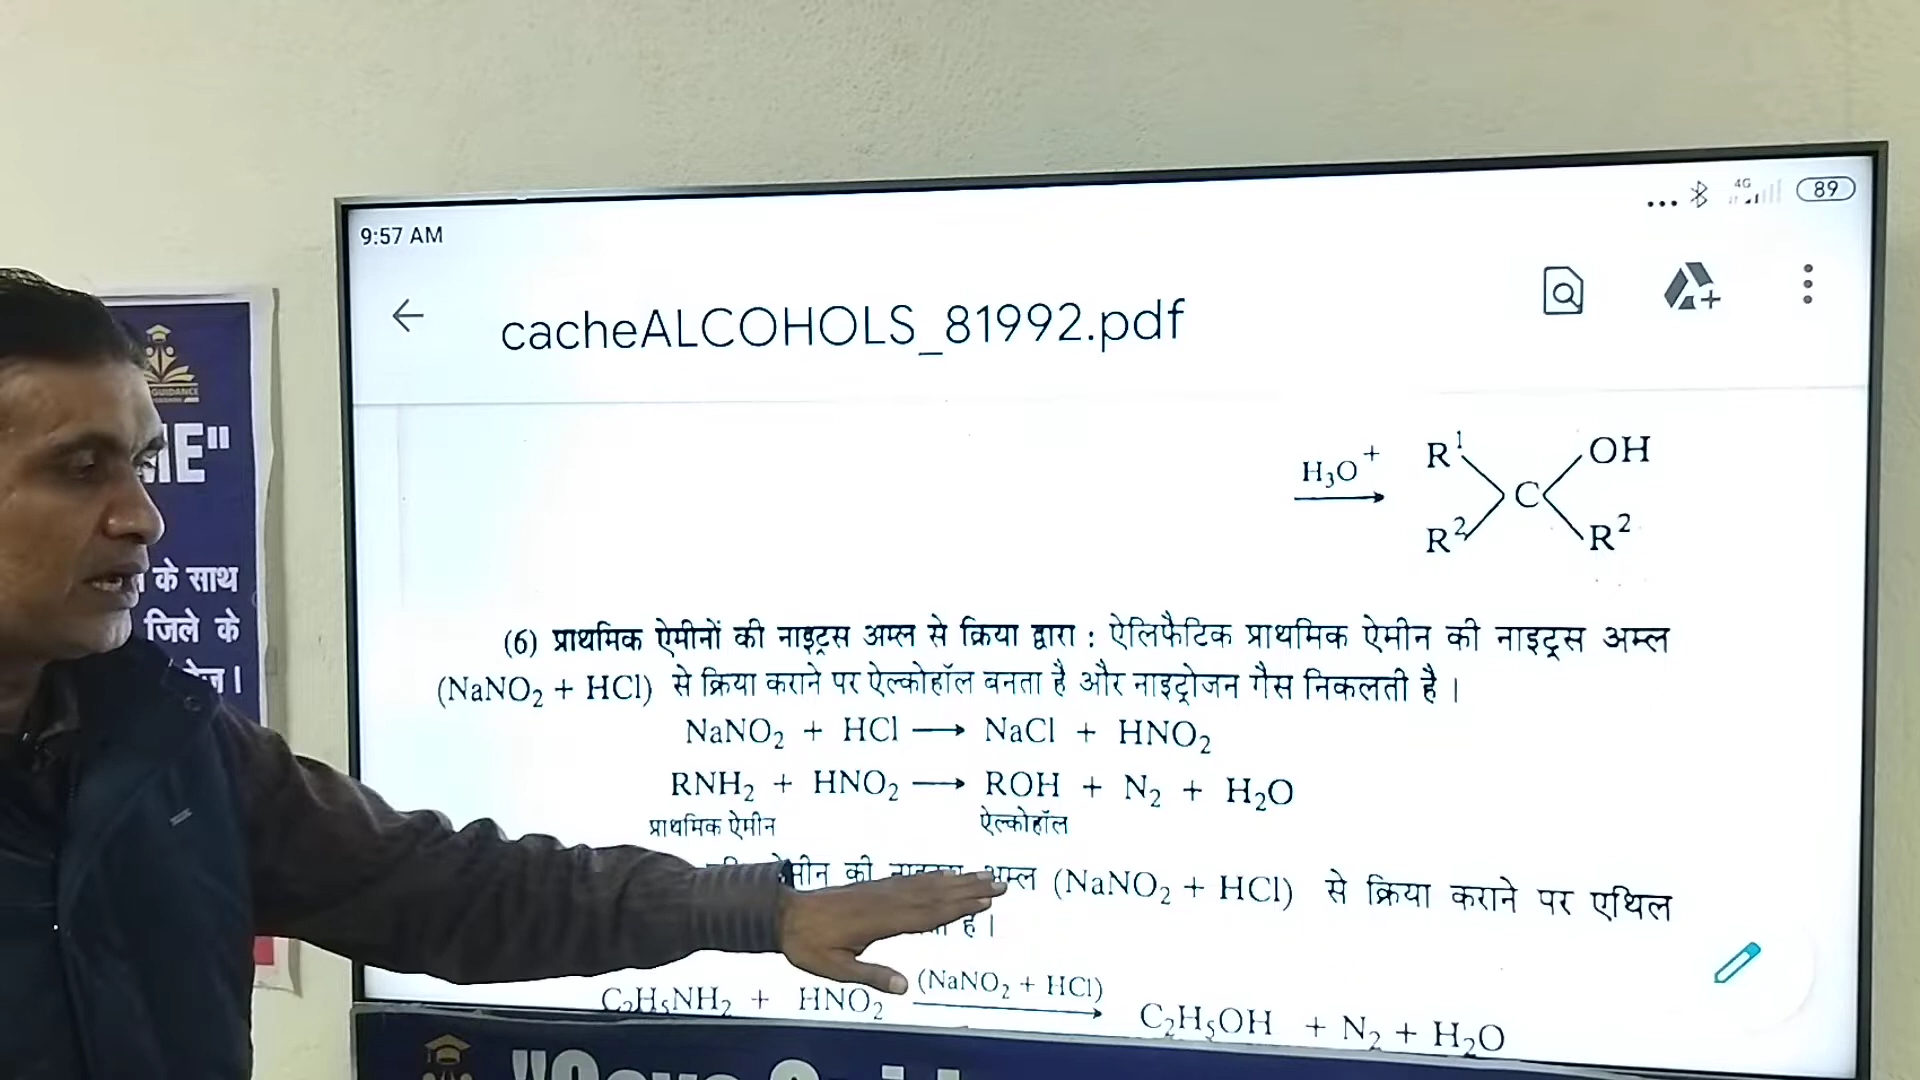 9:57 AM
4G
89
cacheALCOHOLS_81992.pdf
GUIDANCE
के साथ
जिले के
H₃O⁺
R¹ OH
C
R² R²
(6) प्राथमिक ऐमीनों की नाइट्रस अम्ल से क्रिया द्वारा : ऐलिफैटिक प्राथमिक ऐमीन की नाइट्रस अम्ल
(NaNO₂ + HCl) से क्रिया कराने पर ऐल्कोहॉल बनता है और नाइट्रोजन गैस निकलती है ।
NaNO₂ + HCl ⟶ NaCl + HNO₂
RNH₂ + HNO₂ ⟶ ROH + N₂ + H₂O
प्राथमिक ऐमीन ऐल्कोहॉल
की अम्ल (NaNO₂ + HCl) से क्रिया कराने पर एथिल
है ।
(NaNO₂ + HCl)
C₂H₅NH₂ + HNO₂ ⟶ C₂H₅OH + N₂ + H₂O